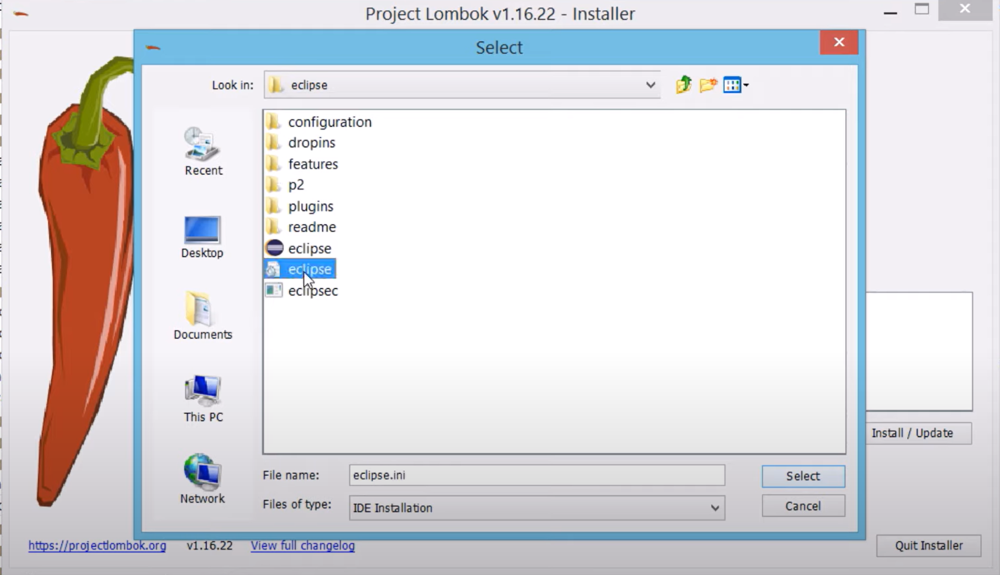 Project Lombok v1.16.22 - Installer
Select
Look in: eclipse
configuration
dropins
features
p2
plugins
readme
eclipse
eclipse
eclipsec
Recent
Desktop
Documents
This PC
Network
File name: eclipse.ini
Select
Files of type: IDE Installation
Cancel
Install / Update
https://projectlombok.org v1.16.22 View full changelog
Quit Installer